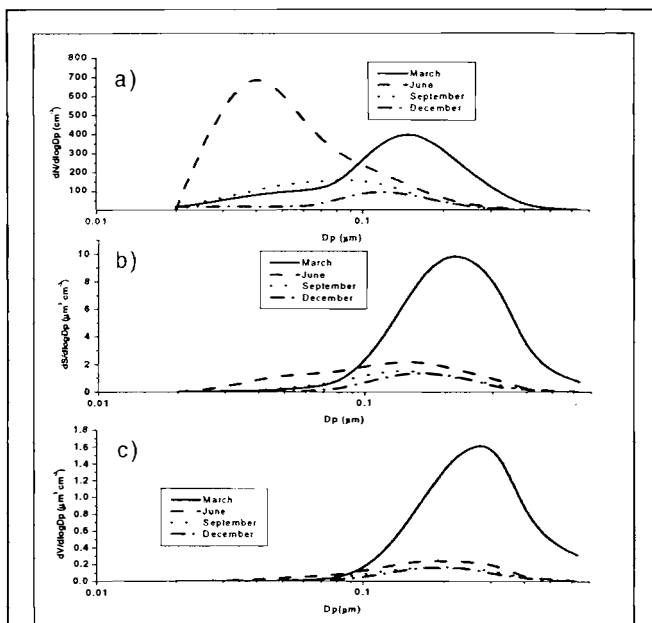 a)
800
700
600
500
400
300
200
100
dN/dlogDp (cm⁻³)
March
June
September
December
0.01
0.1
Dp (μm)
b)
10
8
6
4
2
0
dS/dlogDp (μm² cm⁻³)
March
June
September
December
0.01
0.1
Dp (μm)
c)
1.8
1.6
1.4
1.2
1.0
0.8
0.6
0.4
0.2
0.0
dV/dlogDp (μm³ cm⁻³)
March
June
September
December
0.01
0.1
Dp (μm)